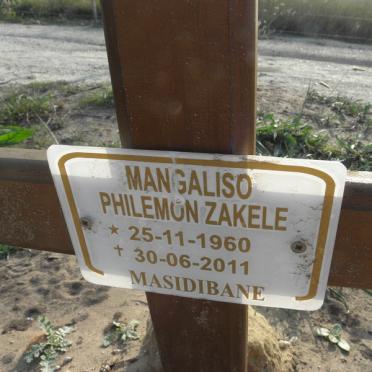 MANGALISO
PHILEMON ZAKELE
* 25-11-1960
† 30-06-2011
MASIDIBANE